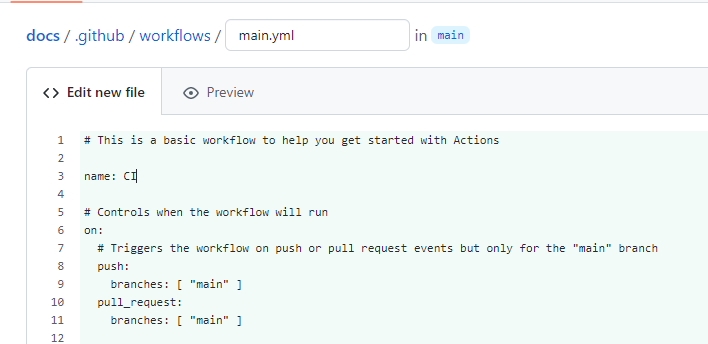 docs / .github / workflows / main.yml in main
Edit new file Preview
1 # This is a basic workflow to help you get started with Actions
2
3 name: CI
4
5 # Controls when the workflow will run
6 on:
7 # Triggers the workflow on push or pull request events but only for the "main" branch
8 push:
9 branches: [ "main" ]
10 pull_request:
11 branches: [ "main" ]
12